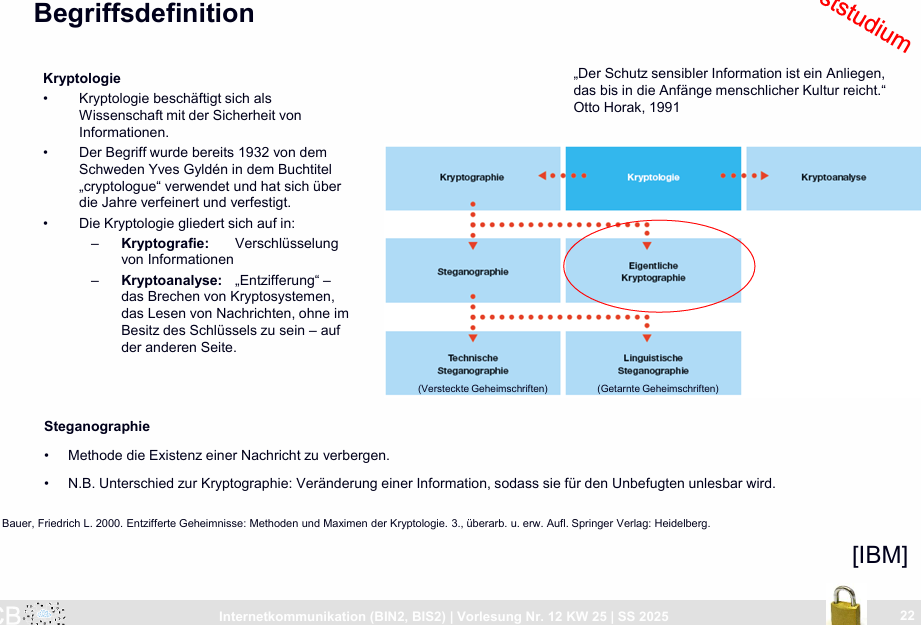 Begriffsdefinition
Kryptologie
• Kryptologie beschäftigt sich als
Wissenschaft mit der Sicherheit von
Informationen.
• Der Begriff wurde bereits 1932 von dem
Schweden Yves Gyldén in dem Buchtitel
„cryptologue“ verwendet und hat sich über
die Jahre verfeinert und verfestigt.
• Die Kryptologie gliedert sich auf in:
– Kryptografie: Verschlüsselung
von Informationen
– Kryptoanalyse: „Entzifferung“ –
das Brechen von Kryptosystemen,
das Lesen von Nachrichten, ohne im
Besitz des Schlüssels zu sein – auf
der anderen Seite.
„Der Schutz sensibler Information ist ein Anliegen,
das bis in die Anfänge menschlicher Kultur reicht.“
Otto Horak, 1991
Kryptographie
Kryptologie
Kryptoanalyse
Steganographie
Eigentliche
Kryptographie
Technische
Steganographie
(Versteckte Geheimschriften)
Linguistische
Steganographie
(Getarnte Geheimschriften)
Steganographie
• Methode die Existenz einer Nachricht zu verbergen.
• N.B. Unterschied zur Kryptographie: Veränderung einer Information, sodass sie für den Unbefugten unlesbar wird.
Bauer, Friedrich L. 2000. Entzifferte Geheimnisse: Methoden und Maximen der Kryptologie. 3., überarb. u. erw. Aufl. Springer Verlag: Heidelberg.
[IBM]
Internetkommunikation (BIN2, BIS2) | Vorlesung Nr. 12 KW 25 | SS 2025
22